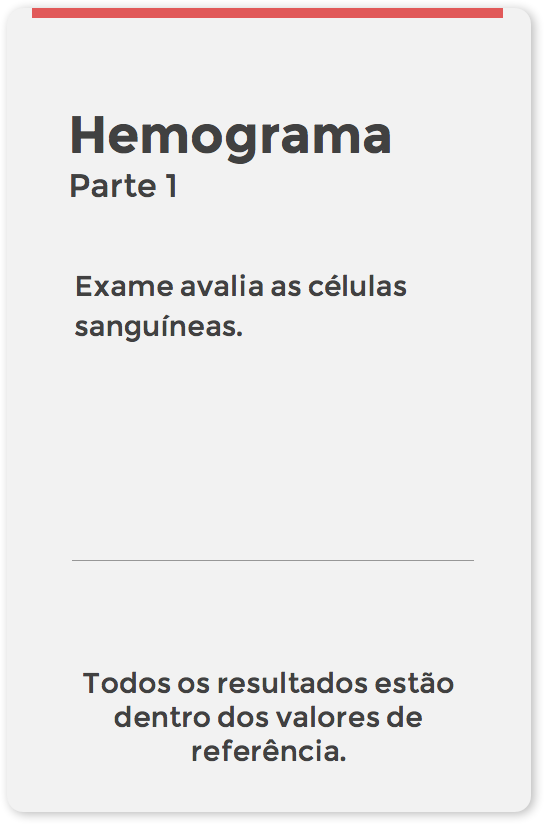 Hemograma
Parte 1
Exame avalia as células
sanguíneas.
Todos os resultados estão
dentro dos valores de
referência.